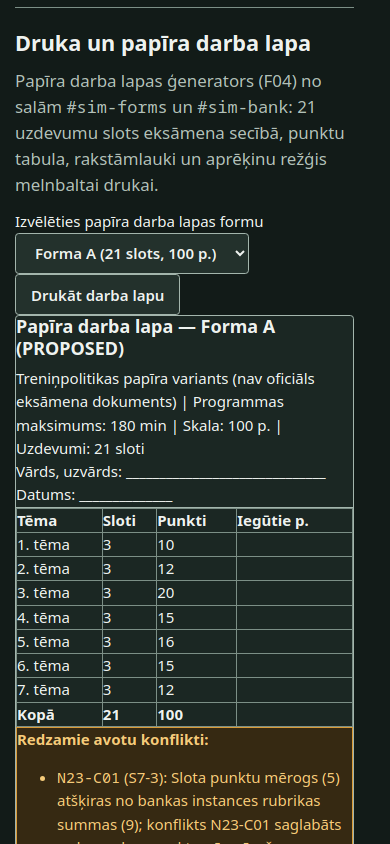 Druka un papīra darba lapa
Papīra darba lapas ģenerators (F04) no
salām #sim-forms un #sim-bank: 21
uzdevumu slots eksāmena secībā, punktu
tabula, rakstāmlauki un aprēķinu režģis
melnbaltai drukai.
Izvēlēties papīra darba lapas formu
Forma A (21 slots, 100 p.)
Drukāt darba lapu
Papīra darba lapa — Forma A
(PROPOSED)
Treniņpolitikas papīra variants (nav oficiāls
eksāmena dokuments) | Programmas
maksimums: 180 min | Skala: 100 p. |
Uzdevumi: 21 sloti
Vārds, uzvārds: ____________________________
Datums: _____________
Tēma Sloti Punkti Iegūtie p.
1. tēma 3 10
2. tēma 3 12
3. tēma 3 20
4. tēma 3 15
5. tēma 3 16
6. tēma 3 15
7. tēma 3 12
Kopā 21 100
Redzamie avotu konflikti:
• N23-C01 (S7-3): Slota punktu mērogs (5)
atšķiras no bankas instances rubrikas
summas (9); konflikts N23-C01 saglabāts